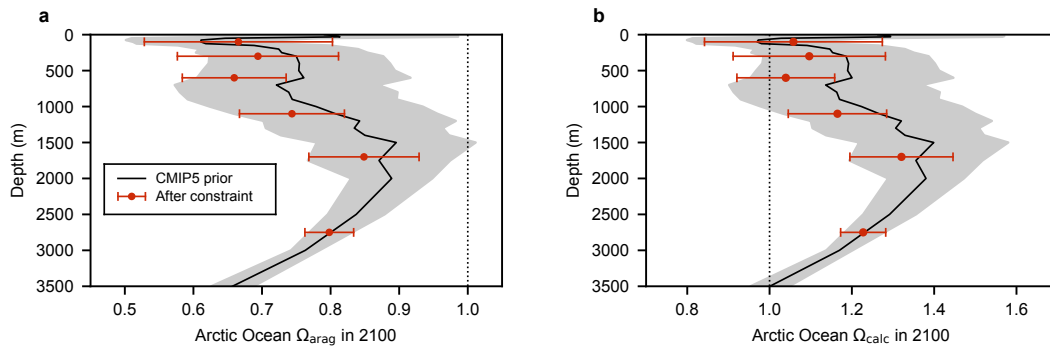 a
0
500
1000
1500
2000
2500
3000
3500
Depth (m)
CMIP5 prior
After constraint
0.5 0.6 0.7 0.8 0.9 1.0
Arctic Ocean Ωarag in 2100
b
0
500
1000
1500
2000
2500
3000
3500
Depth (m)
0.8 1.0 1.2 1.4 1.6
Arctic Ocean Ωcalc in 2100